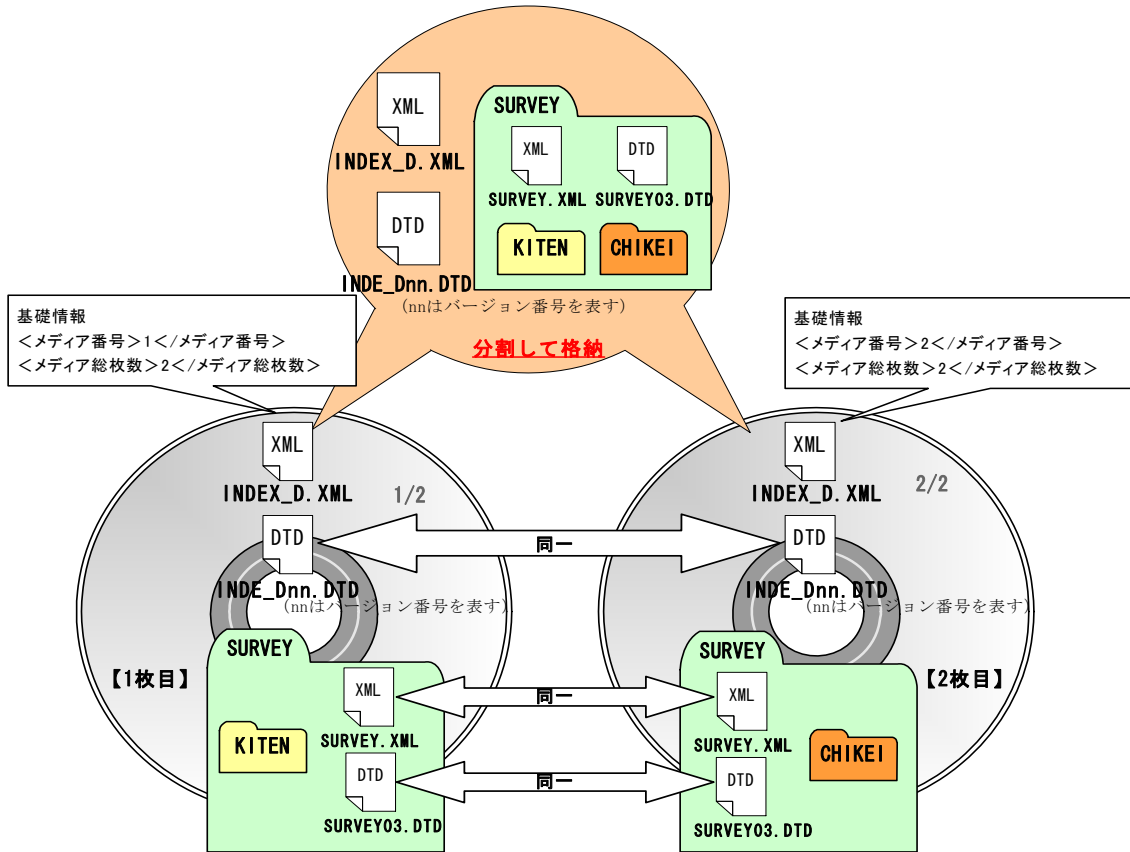 XML
INDEX_D.XML
DTD
INDE_Dnn.DTD
(nnはバージョン番号を表す)
SURVEY
XML
DTD
SURVEY.XML SURVEY03.DTD
KITEN
CHIKEI
分割して格納
基礎情報
<メディア番号>1</メディア番号>
<メディア総枚数>2</メディア総枚数>
基礎情報
<メディア番号>2</メディア番号>
<メディア総枚数>2</メディア総枚数>
XML
INDEX_D.XML
1/2
DTD
INDE_Dnn.DTD
(nnはバージョン番号を表す)
【1枚目】
SURVEY
XML
SURVEY.XML
KITEN
DTD
SURVEY03.DTD
同一
同一
同一
XML
INDEX_D.XML
2/2
DTD
INDE_Dnn.DTD
(nnはバージョン番号を表す)
【2枚目】
SURVEY
XML
SURVEY.XML
CHIKEI
DTD
SURVEY03.DTD